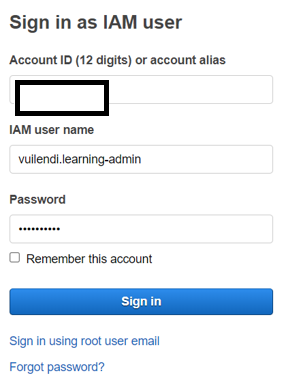 Sign in as IAM user
Account ID (12 digits) or account alias
IAM user name
vuilendi.learning-admin
Password
••••••••••
Remember this account
Sign in
Sign in using root user email
Forgot password?